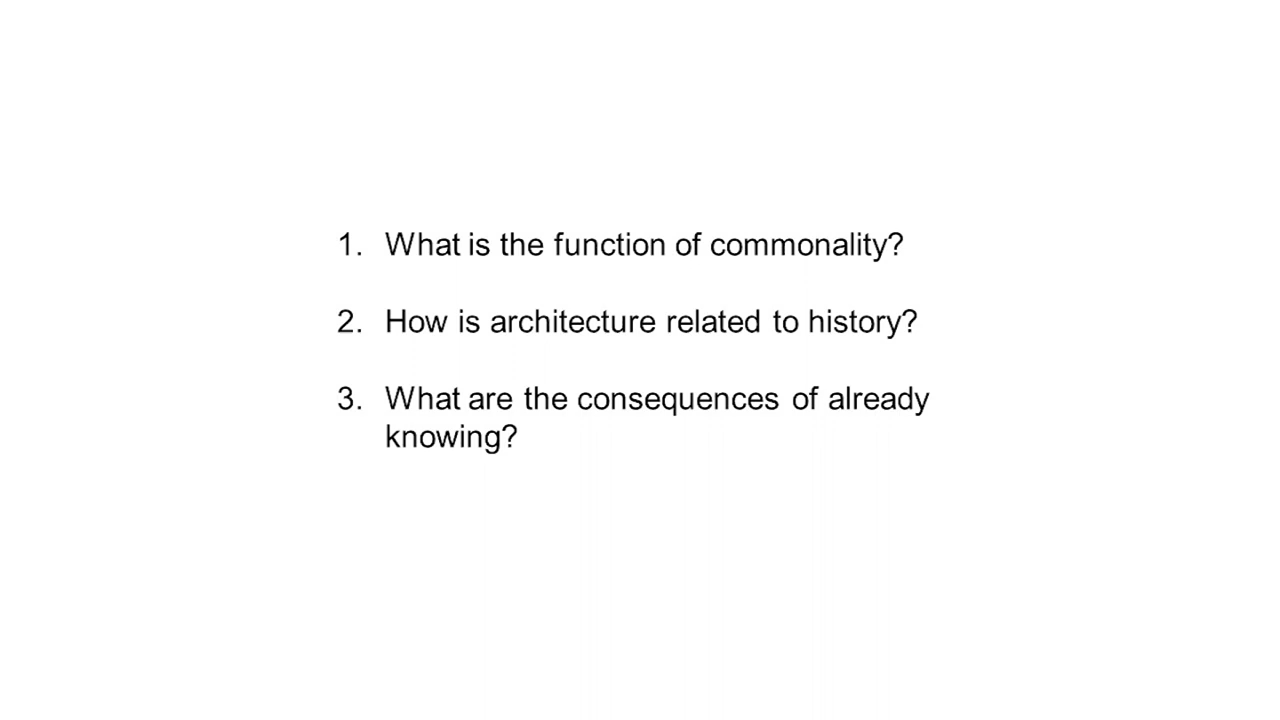 1. What is the function of commonality?
2. How is architecture related to history?
3. What are the consequences of already
knowing?